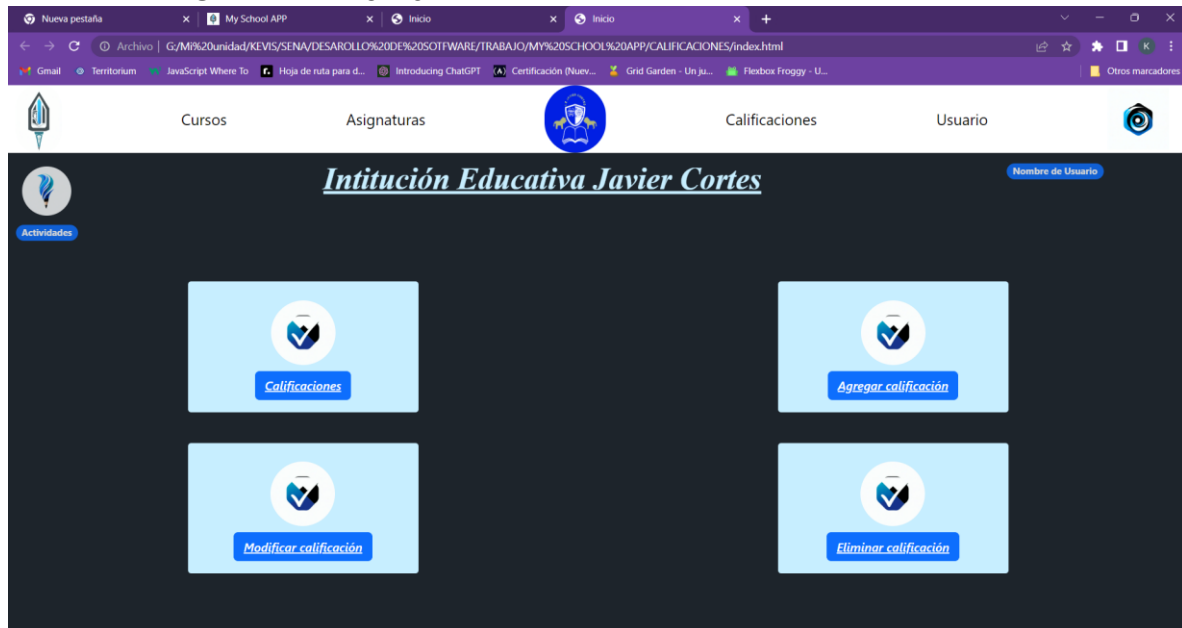 Nueva pestaña
My School APP
Inicio
Inicio
Archivo
G:/Mi%20unidad/KEVIS/SENA/DESAROLLO%20DE%20SOTFWARE/TRABAJO/MY%20SCHOOL%20APP/CALIFICACIONES/index.html
K
Gmail
Territorium
JavaScript Where To
Hoja de ruta para d...
Introducing ChatGPT
Certificación (Nuev...
Grid Garden - Un ju...
Flexbox Froggy - U...
Otros marcadores
Cursos
Asignaturas
Calificaciones
Usuario
Intitución Educativa Javier Cortes
Nombre de Usuario
Actividades
Calificaciones
Agregar calificación
Modificar calificación
Eliminar calificación